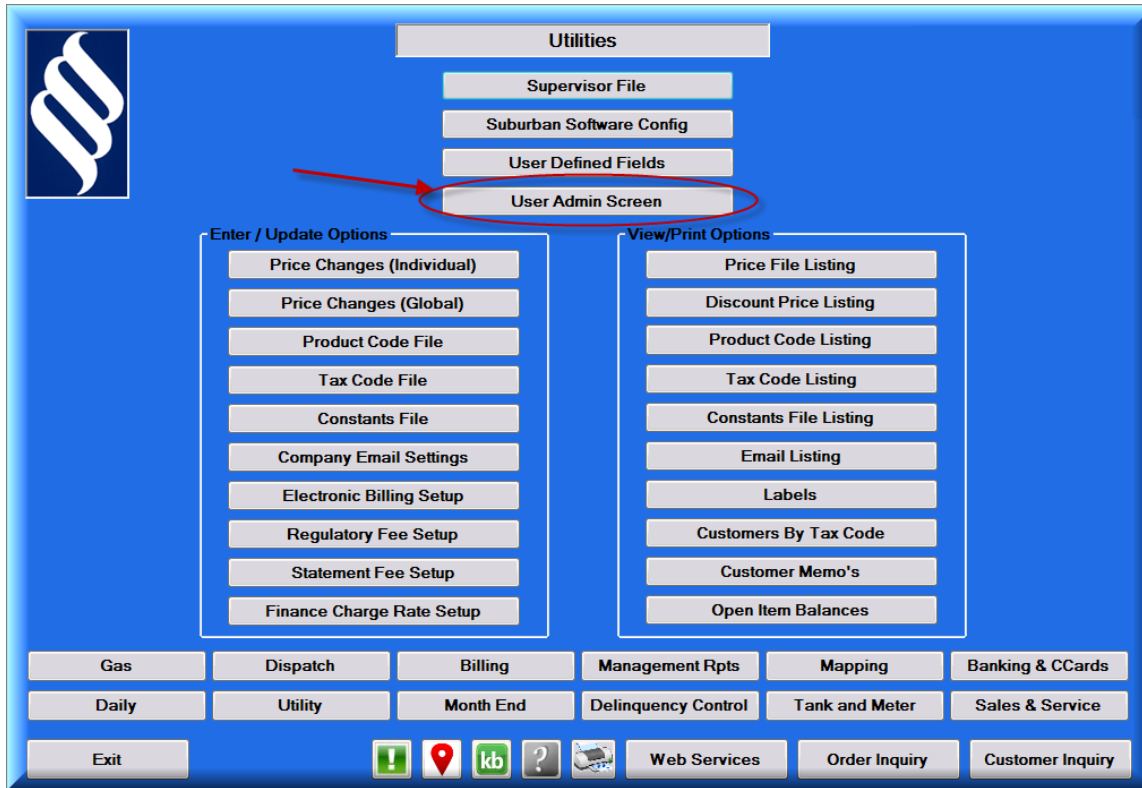 Utilities
Supervisor File
Suburban Software Config
User Defined Fields
User Admin Screen
Enter / Update Options
Price Changes (Individual)
Price Changes (Global)
Product Code File
Tax Code File
Constants File
Company Email Settings
Electronic Billing Setup
Regulatory Fee Setup
Statement Fee Setup
Finance Charge Rate Setup
View/Print Options
Price File Listing
Discount Price Listing
Product Code Listing
Tax Code Listing
Constants File Listing
Email Listing
Labels
Customers By Tax Code
Customer Memo's
Open Item Balances
Gas Dispatch Billing Management Rpts Mapping Banking & CCards
Daily Utility Month End Delinquency Control Tank and Meter Sales & Service
Exit ! kb ? Web Services Order Inquiry Customer Inquiry